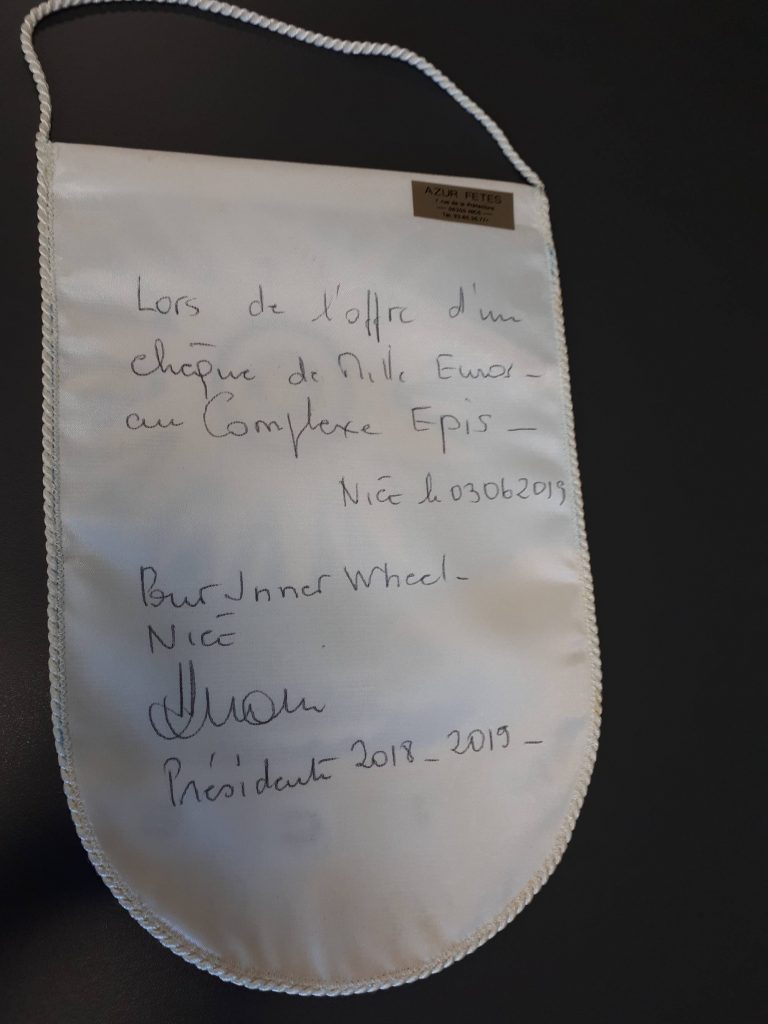 AZUR FETES
Lors de l'offre d'un
chèque de Mille Euros -
au Complexe Epis -
Nice le 03062019
Pour Inner Wheel -
Nice
Présidente 2018 - 2019 -